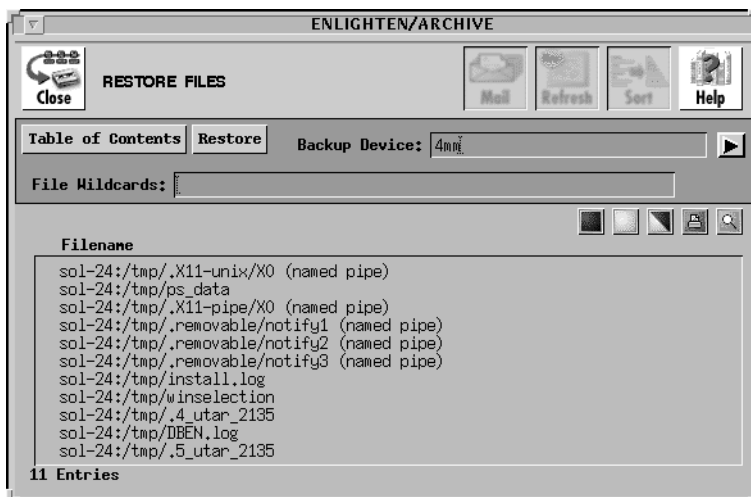 ENLIGHTEN/ARCHIVE
Close
RESTORE FILES
Mail
Refresh
Sort
Help
Table of Contents
Restore
Backup Device: 4mm
File Wildcards:
Filename
sol-24:/tmp/.X11-unix/X0 (named pipe)
sol-24:/tmp/ps_data
sol-24:/tmp/.X11-pipe/X0 (named pipe)
sol-24:/tmp/.removable/notify1 (named pipe)
sol-24:/tmp/.removable/notify2 (named pipe)
sol-24:/tmp/.removable/notify3 (named pipe)
sol-24:/tmp/install.log
sol-24:/tmp/winselection
sol-24:/tmp/.4_utar_2135
sol-24:/tmp/DBEN.log
sol-24:/tmp/.5_utar_2135
11 Entries